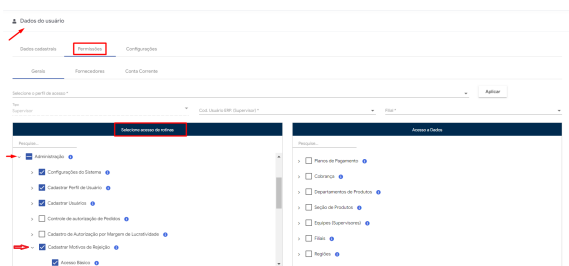 Dados do usuário
Dados cadastrais Permissões Configurações
Gerais Fornecedores Conta Corrente
Selecione o perfil de acesso * Aplicar
Tipo
Supervisor Cod. Usuario ERP (Supervisor) * Filial *
Selecione acesso de rotinas Acesso a Dados
Pesquisar... Pesquisar...
Administração
Configurações do Sistema
Cadastrar Perfil de Usuário
Cadastrar Usuários
Controle de autorização de Pedidos
Cadastro de Autorização por Margem de Lucratividade
Cadastrar Motivos de Rejeição
Acesso Básico
Planos de Pagamento
Cobrança
Departamentos de Produtos
Seção de Produtos
Equipes (Supervisores)
Filiais
Regiões